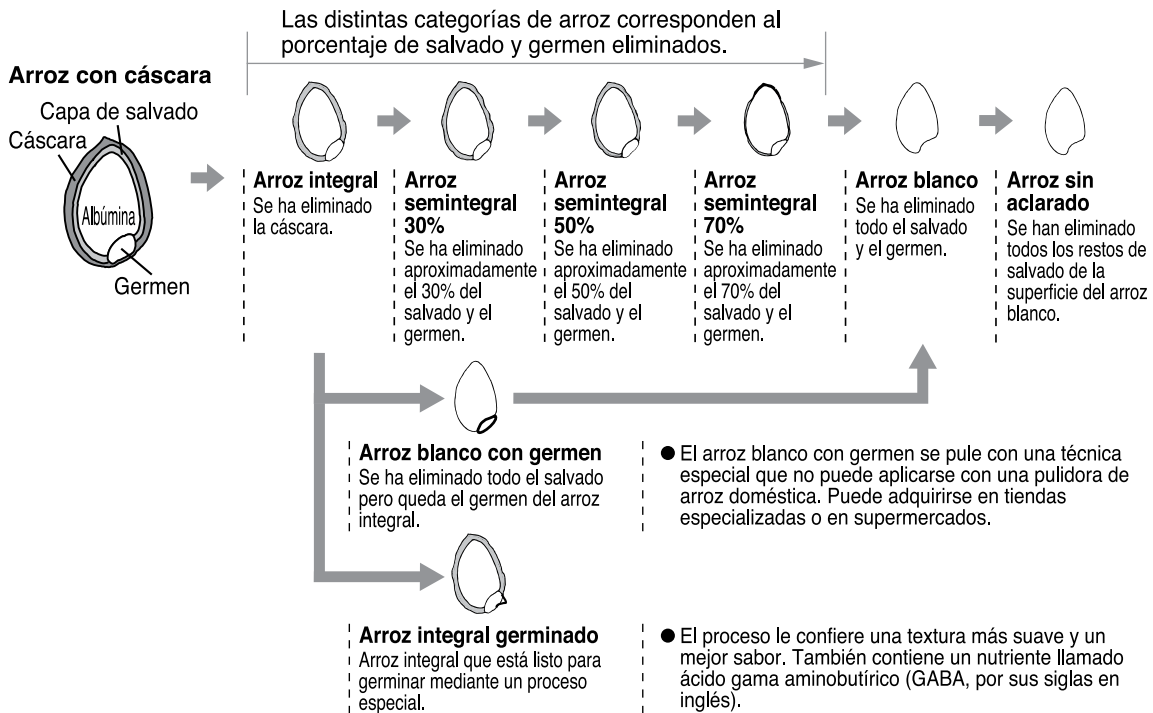 Las distintas categorías de arroz corresponden al
porcentaje de salvado y germen eliminados.
Arroz con cáscara
Capa de salvado
Cáscara
Albúmina
Germen
Arroz integral
Se ha eliminado
la cáscara.
Arroz
semintegral
30%
Se ha eliminado
aproximadamente
el 30% del
salvado y el
germen.
Arroz
semintegral
50%
Se ha eliminado
aproximadamente
el 50% del
salvado y el
germen.
Arroz
semintegral
70%
Se ha eliminado
aproximadamente
el 70% del
salvado y el
germen.
Arroz blanco
Se ha eliminado
todo el salvado
y el germen.
Arroz sin
aclarado
Se han eliminado
todos los restos de
salvado de la
superficie del arroz
blanco.
Arroz blanco con germen
Se ha eliminado todo el salvado
pero queda el germen del arroz
integral.
● El arroz blanco con germen se pule con una técnica
especial que no puede aplicarse con una pulidora de
arroz doméstica. Puede adquirirse en tiendas
especializadas o en supermercados.
Arroz integral germinado
Arroz integral que está listo para
germinar mediante un proceso
especial.
● El proceso le confiere una textura más suave y un
mejor sabor. También contiene un nutriente llamado
ácido gama aminobutírico (GABA, por sus siglas en
inglés).